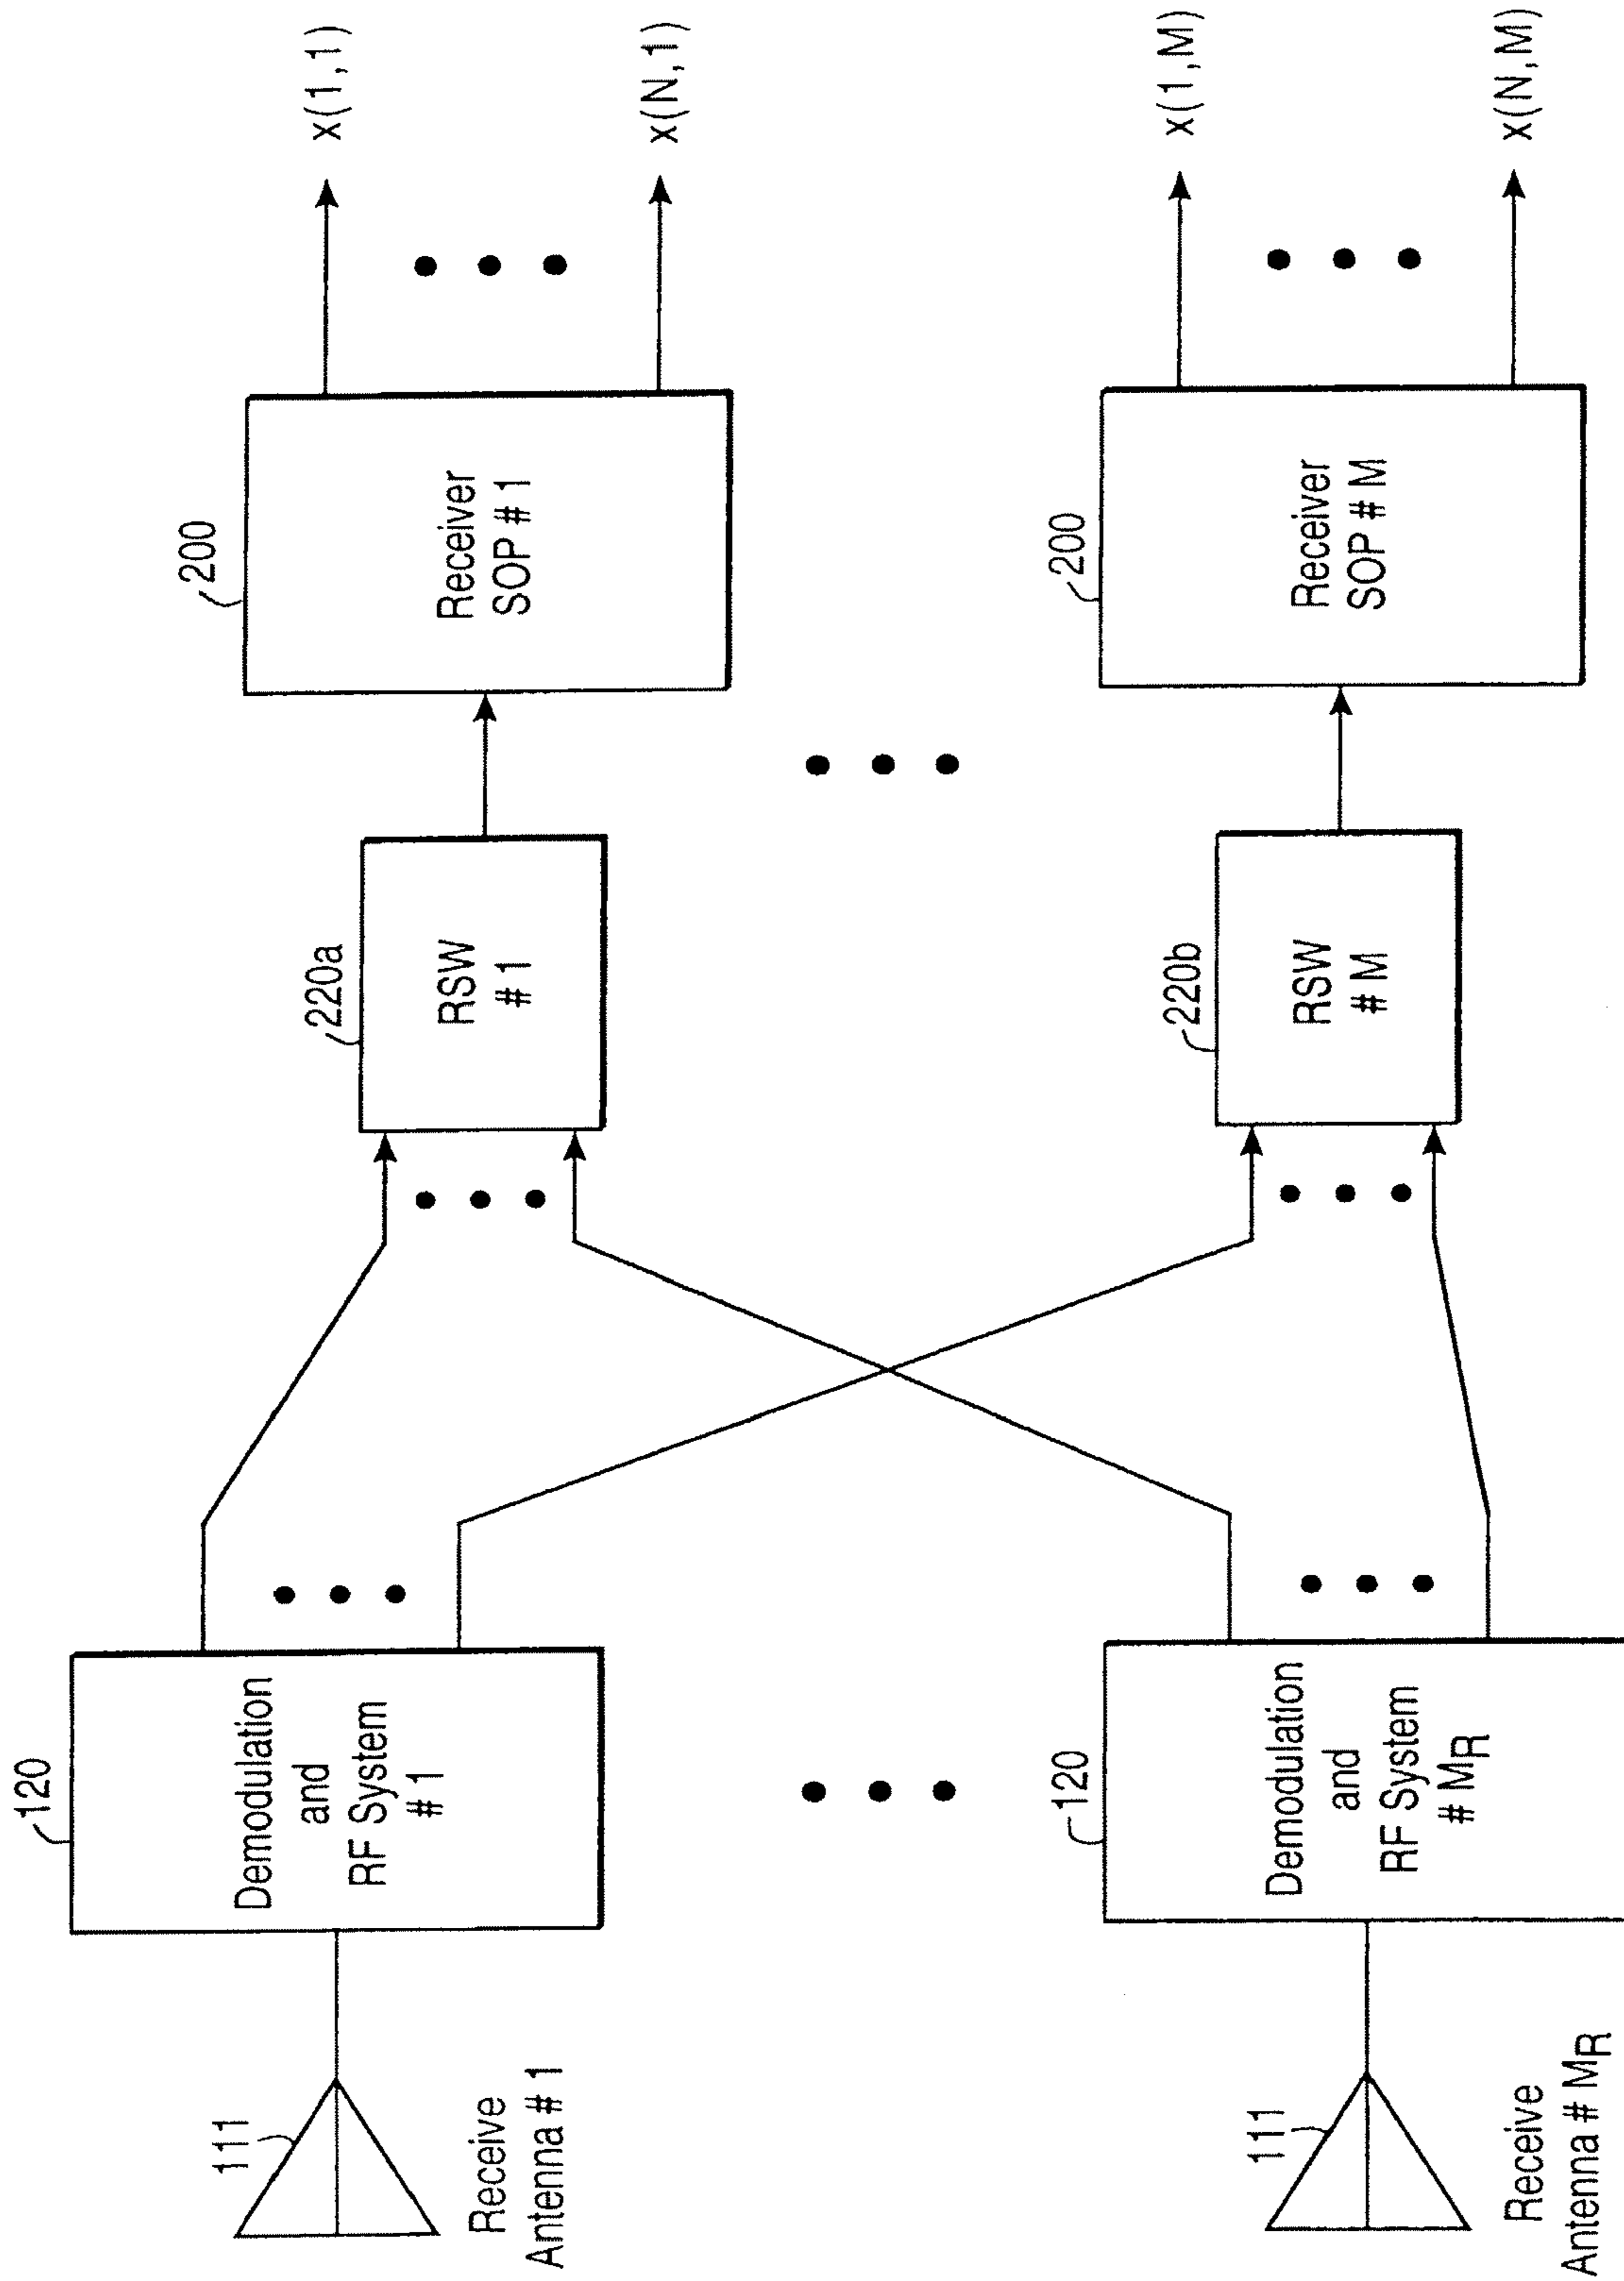 111
Receive
Antenna # 1
120
Demodulation
and
RF System
# 1
220a
RSW
# 1
200
Receiver
SOP # 1
x(1,1)
x(N,1)
111
Receive
Antenna # MR
120
Demodulation
and
RF System
# MR
220b
RSW
# M
200
Receiver
SOP # M
x(1,M)
x(N,M)